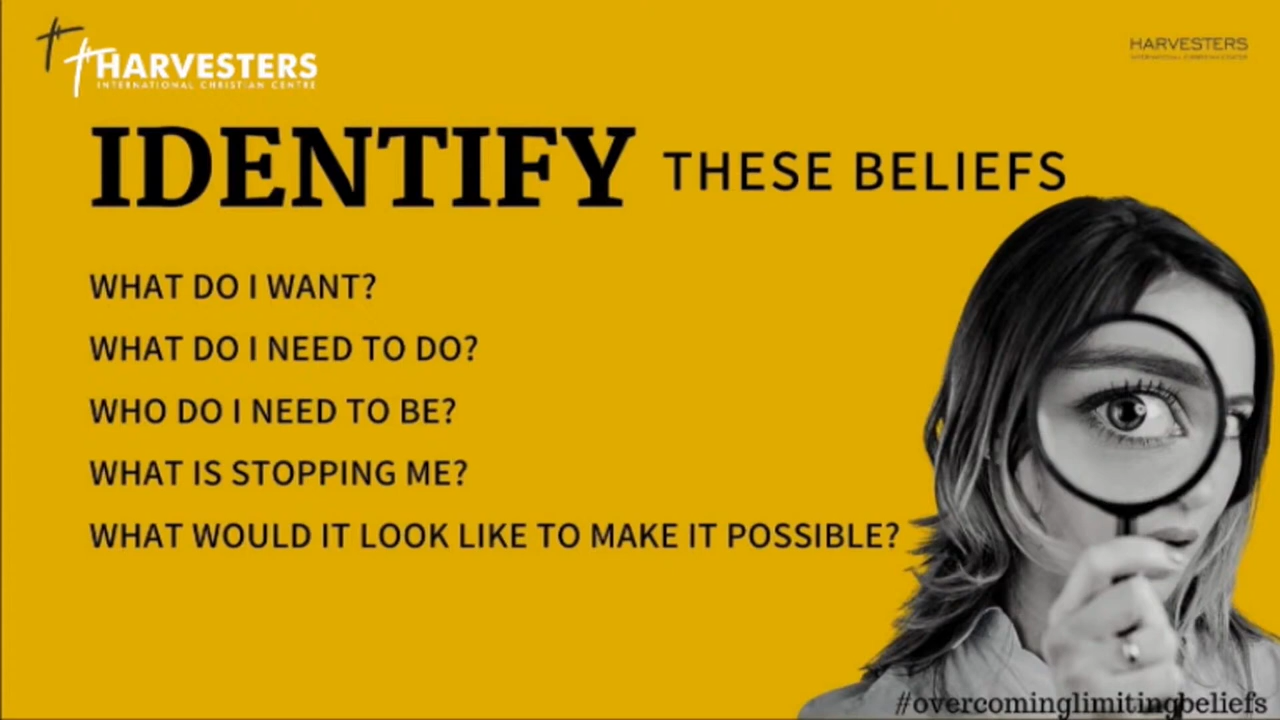 HARVESTERS
INTERNATIONAL CHRISTIAN CENTRE
HARVESTERS
IDENTIFY THESE BELIEFS
WHAT DO I WANT?
WHAT DO I NEED TO DO?
WHO DO I NEED TO BE?
WHAT IS STOPPING ME?
WHAT WOULD IT LOOK LIKE TO MAKE IT POSSIBLE?
#overcominglimitingbeliefs